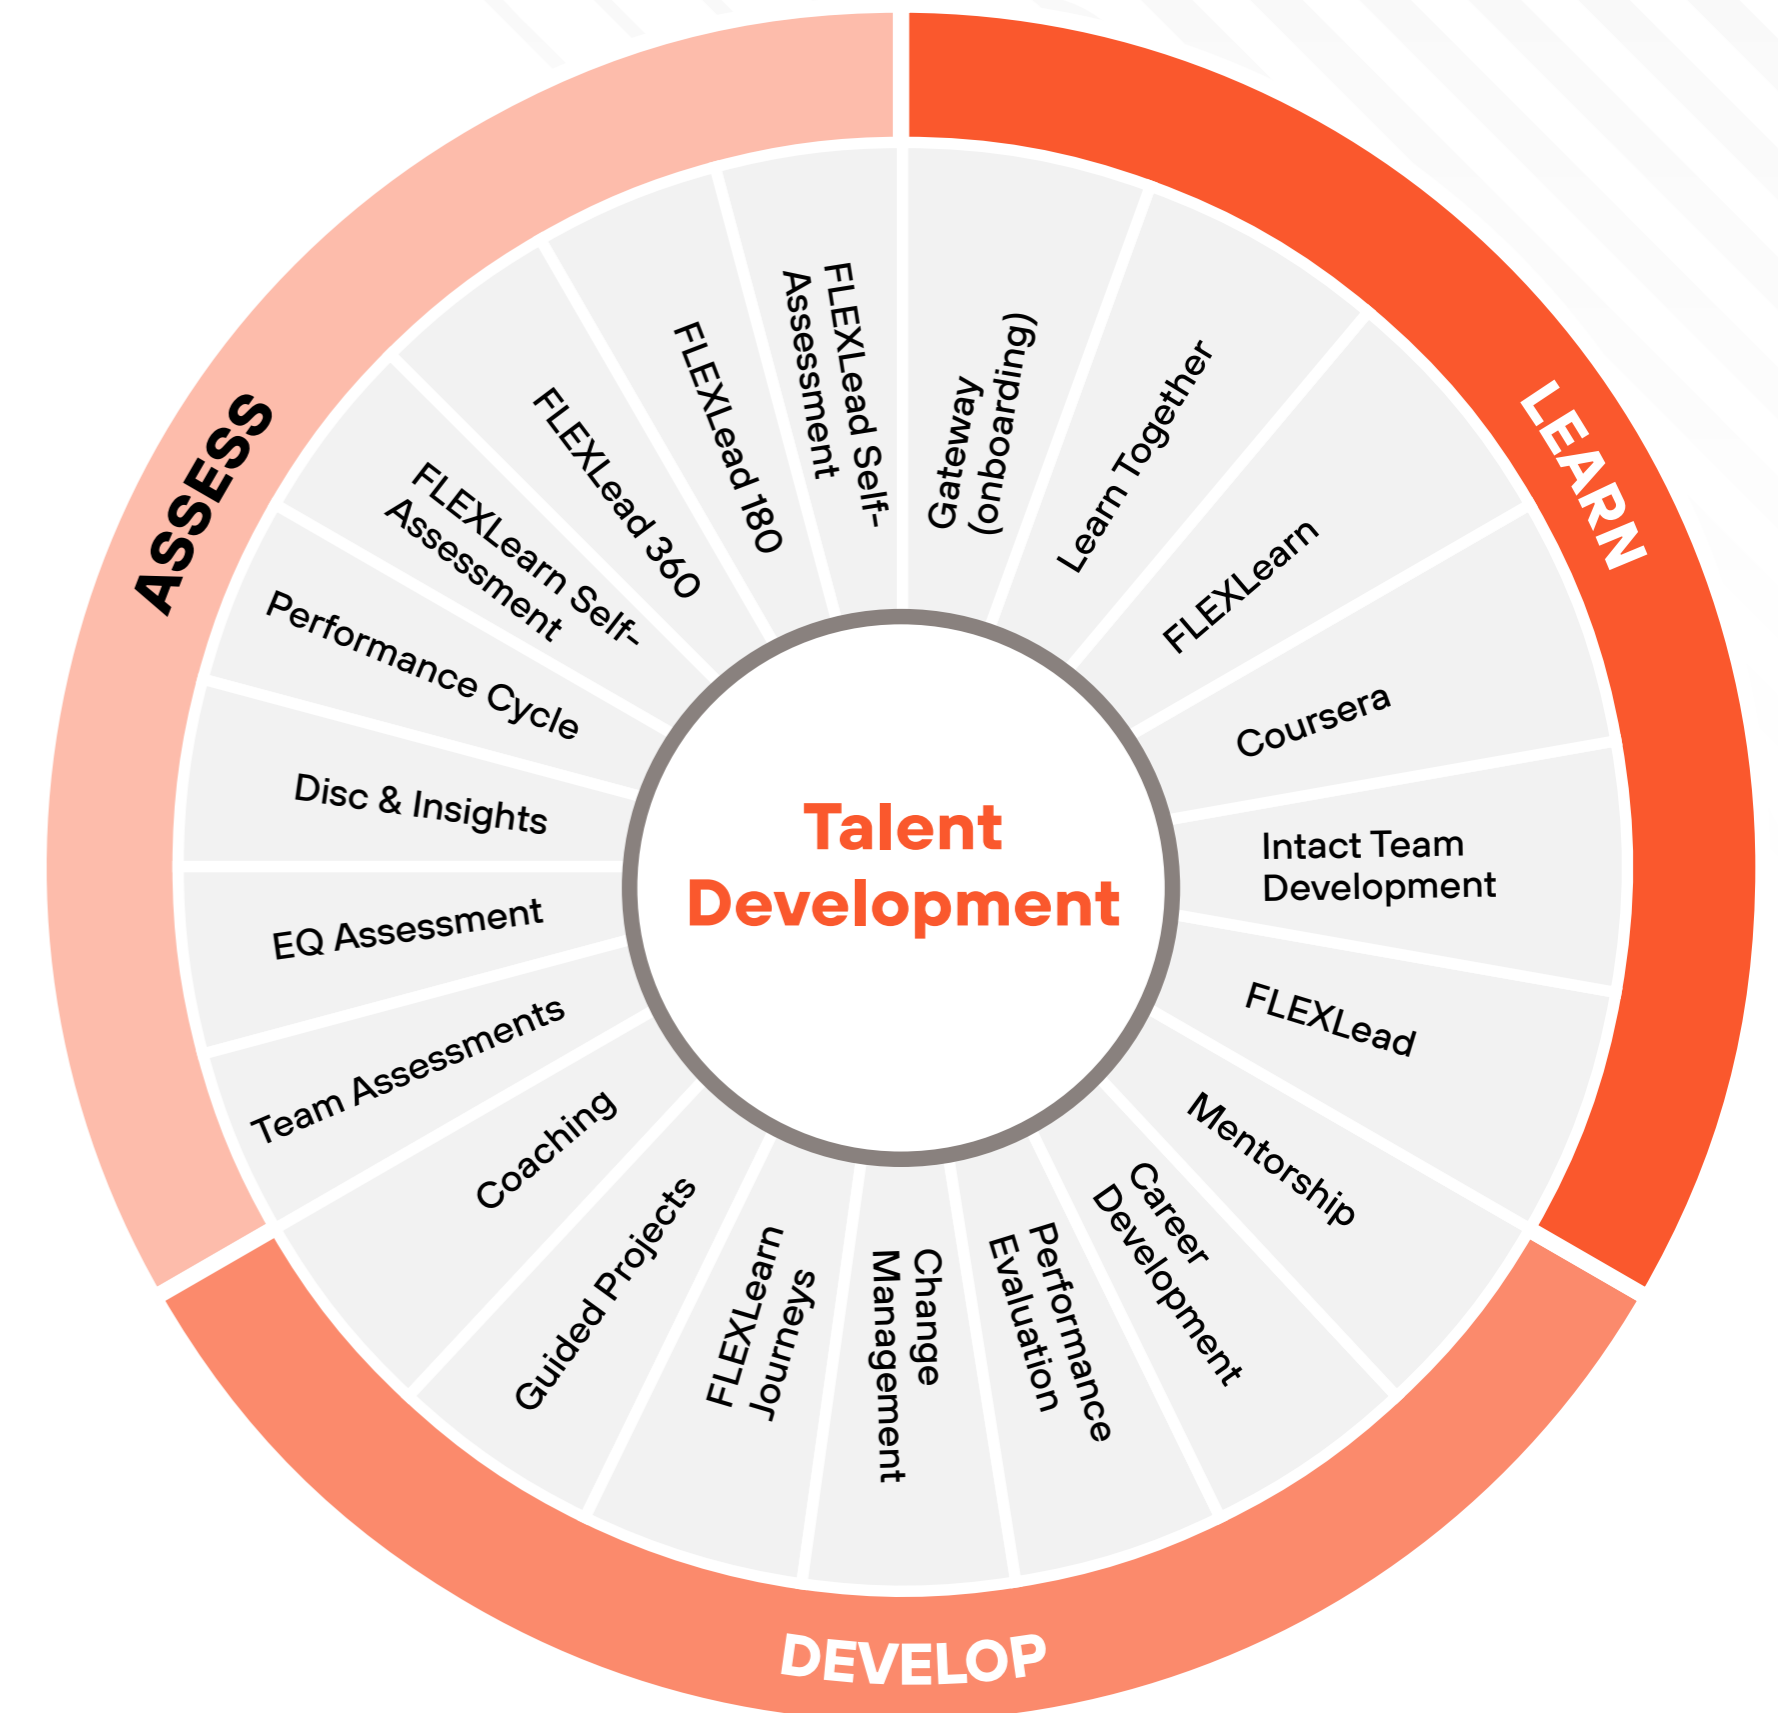 Talent
Development
LEARN
Gateway
(onboarding)
Learn Together
FLEXLearn
Coursera
Intact Team
Development
FLEXLead
DEVELOP
Mentorship
Career
Development
Performance
Evaluation
Change
Management
FLEXLearn
Journeys
Guided Projects
Coaching
ASSESS
Team Assessments
EQ Assessment
Disc & Insights
Performance Cycle
FLEXLearn Self-
Assessment
FLEXLead 360
FLEXLead 180
FLEXLead Self-
Assessment